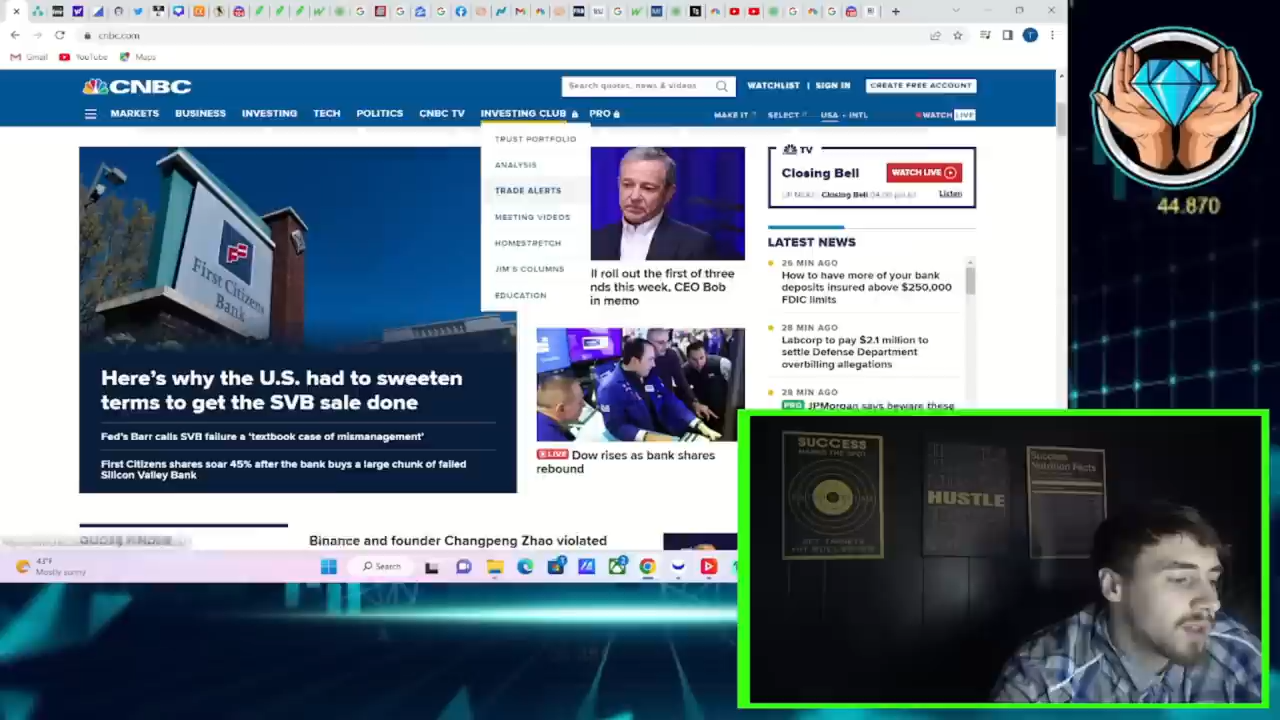 cnbc.com
Gmail
YouTube
Maps
CNBC
Search quotes, news & videos
WATCHLIST | SIGN IN
CREATE FREE ACCOUNT
MARKETS
BUSINESS
INVESTING
TECH
POLITICS
CNBC TV
INVESTING CLUB
PRO
MAKE IT
SELECT
USA • INTL
WATCH LIVE
TRUST PORTFOLIO
ANALYSIS
TRADE ALERTS
MEETING VIDEOS
HOMESTRETCH
JIM'S COLUMNS
EDUCATION
First Citizens
Bank
Here's why the U.S. had to sweeten
terms to get the SVB sale done
Fed's Barr calls SVB failure a 'textbook case of mismanagement'
First Citizens shares soar 45% after the bank buys a large chunk of failed
Silicon Valley Bank
ll roll out the first of three
nds this week, CEO Bob
in memo
LIVE Dow rises as bank shares
rebound
TV
Closing Bell
WATCH LIVE
UP NEXT Closing Bell
Listen
LATEST NEWS
26 MIN AGO
How to have more of your bank
deposits insured above $250,000
FDIC limits
28 MIN AGO
Labcorp to pay $2.1 million to
settle Defense Department
overbilling allegations
28 MIN AGO
PRO JPMorgan says beware these
Binance and founder Changpeng Zhao violated
43°F
Mostly sunny
Search
44.870
SUCCESS
HUSTLE
Success
Nutrition Facts